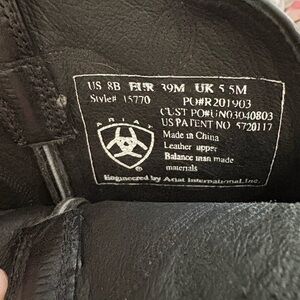 US 8B EUR 39M UK 5.5M
Style# 15770 PO#R201903
CUST PO#UN03040803
US PATENT NO 5720117
ARIAT
Made in China
Leather upper
Balance man made
materials
®
Engineered by Ariat International, Inc.